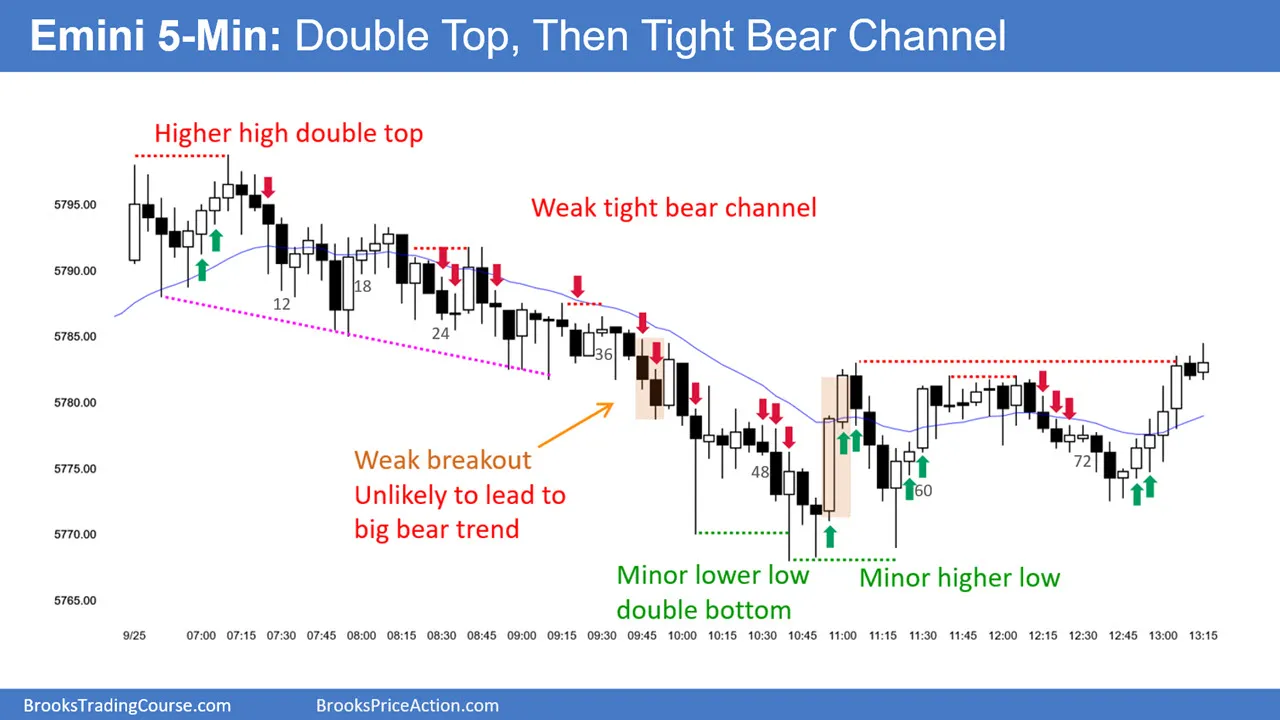 Emini 5-Min: Double Top, Then Tight Bear Channel
Higher high double top
Weak tight bear channel
5795.00
5790.00
5785.00
5780.00
5775.00
5770.00
5765.00
12
18
24
36
48
60
72
Weak breakout
Unlikely to lead to
big bear trend
Minor lower low
double bottom
Minor higher low
9/25 07:00 07:15 07:30 07:45 08:00 08:15 08:30 08:45 09:00 09:15 09:30 09:45 10:00 10:15 10:30 10:45 11:00 11:15 11:30 11:45 12:00 12:15 12:30 12:45 13:00 13:15
BrooksTradingCourse.com BrooksPriceAction.com